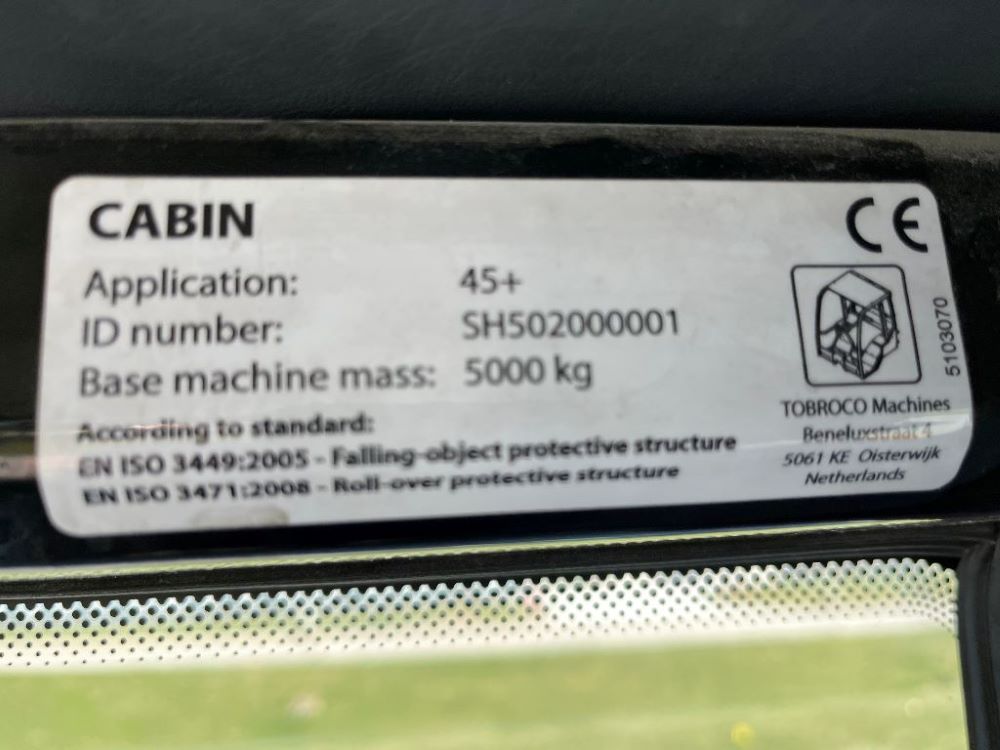 CABIN
CE
Application: 45+
ID number: SH502000001
Base machine mass: 5000 kg
According to standard:
EN ISO 3449:2005 - Falling-object protective structure
EN ISO 3471:2008 - Roll-over protective structure
5103070
TOBROCO Machines
Beneluxstraat 4
5061 KE Oisterwijk
Netherlands